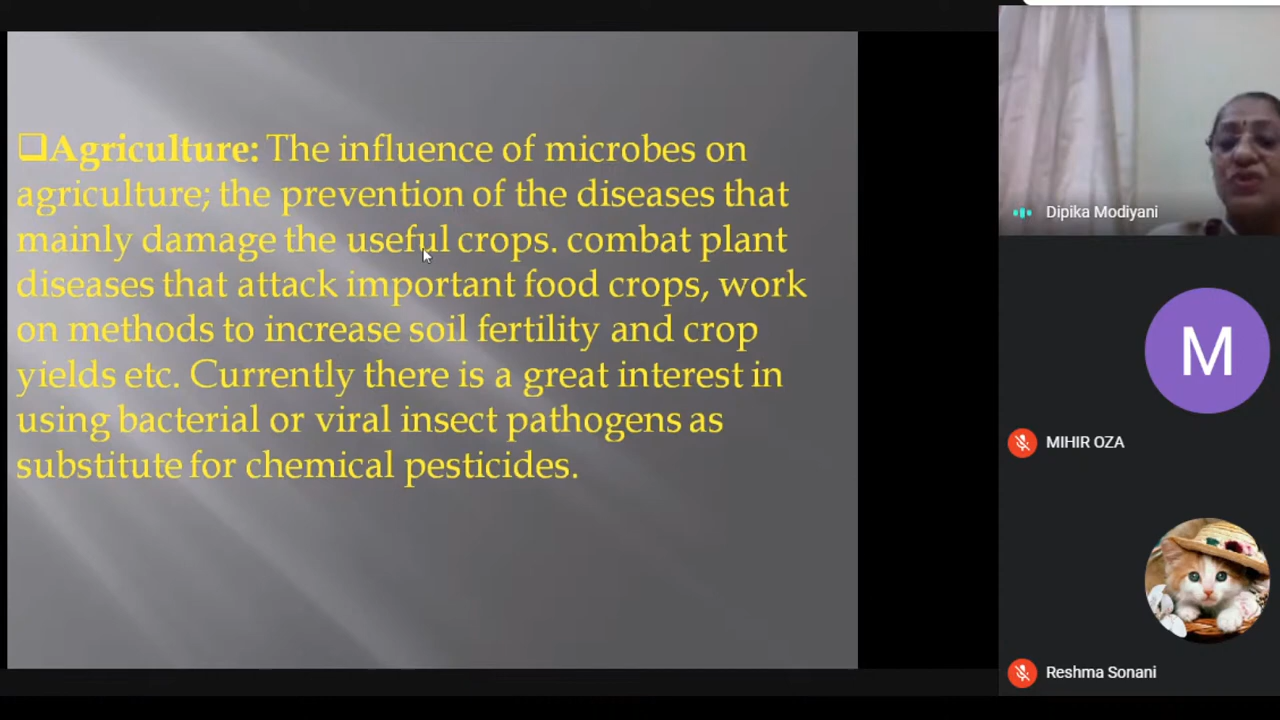 ❑Agriculture: The influence of microbes on
agriculture; the prevention of the diseases that
mainly damage the useful crops. combat plant
diseases that attack important food crops, work
on methods to increase soil fertility and crop
yields etc. Currently there is a great interest in
using bacterial or viral insect pathogens as
substitute for chemical pesticides.
Dipika Modiyani
M
MIHIR OZA
Reshma Sonani